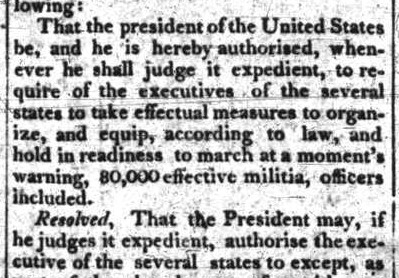 lowing:
That the president of the United States
be, and he is hereby authorised, when-
ever he shall judge it expedient, to re-
quire of the executives of the several
states to take effectual measures to organ-
ize, and equip, according to law, and
hold in readiness to march at a moment's
warning, 80,000 effective militia, officers
included.
Resolved, That the President may, if
he judges it expedient, authorise the exe-
cutive of the several states to except, as